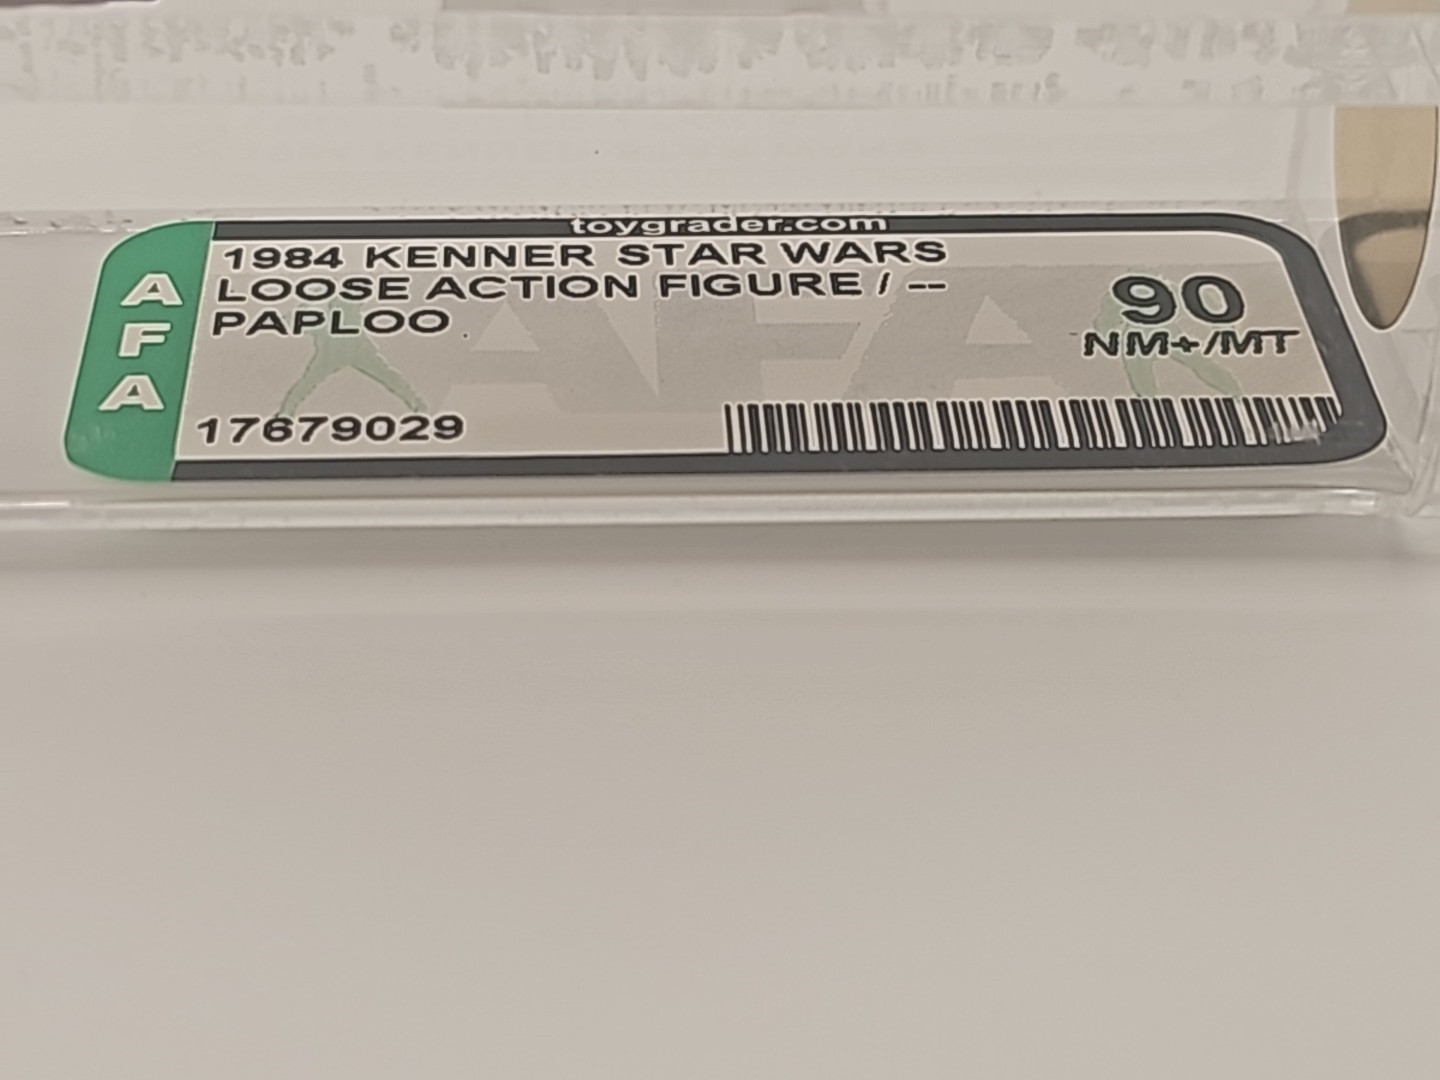 toygrader.com
AFA
1984 KENNER STAR WARS
LOOSE ACTION FIGURE / --
PAPLOO
90
NM+/MT
17679029